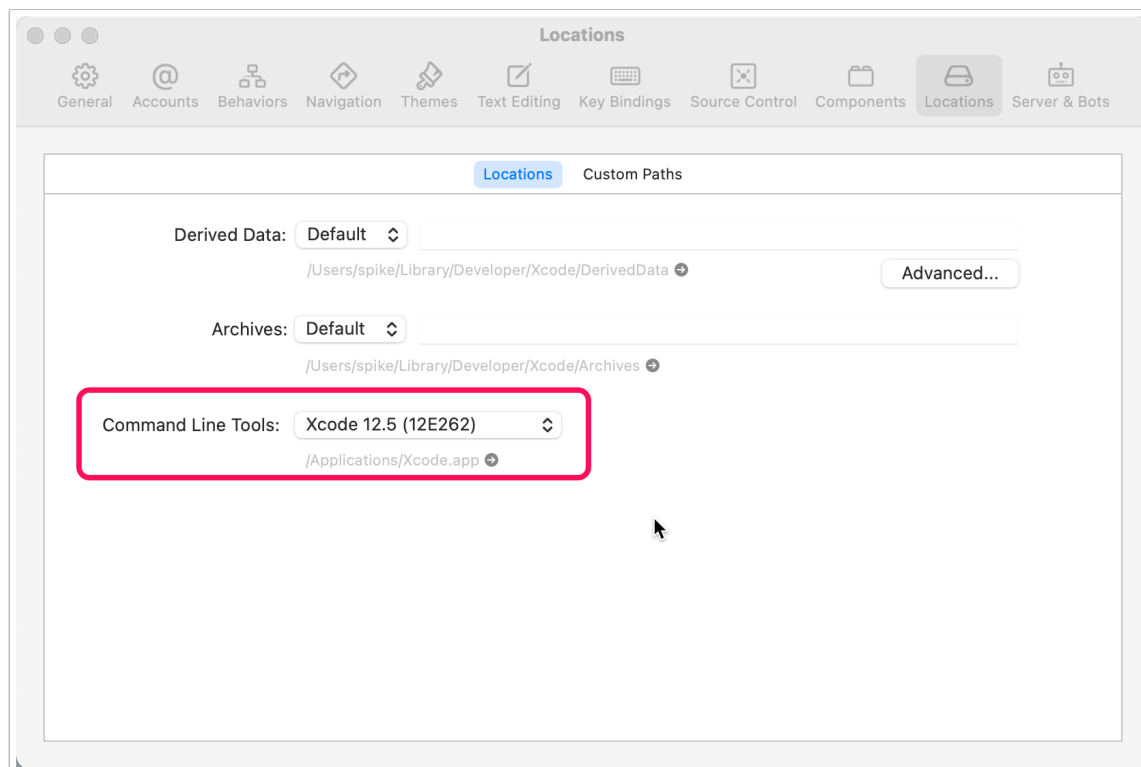 Locations
General Accounts Behaviors Navigation Themes Text Editing Key Bindings Source Control Components Locations Server & Bots
Locations Custom Paths
Derived Data: Default
/Users/spike/Library/Developer/Xcode/DerivedData
Advanced...
Archives: Default
/Users/spike/Library/Developer/Xcode/Archives
Command Line Tools: Xcode 12.5 (12E262)
/Applications/Xcode.app